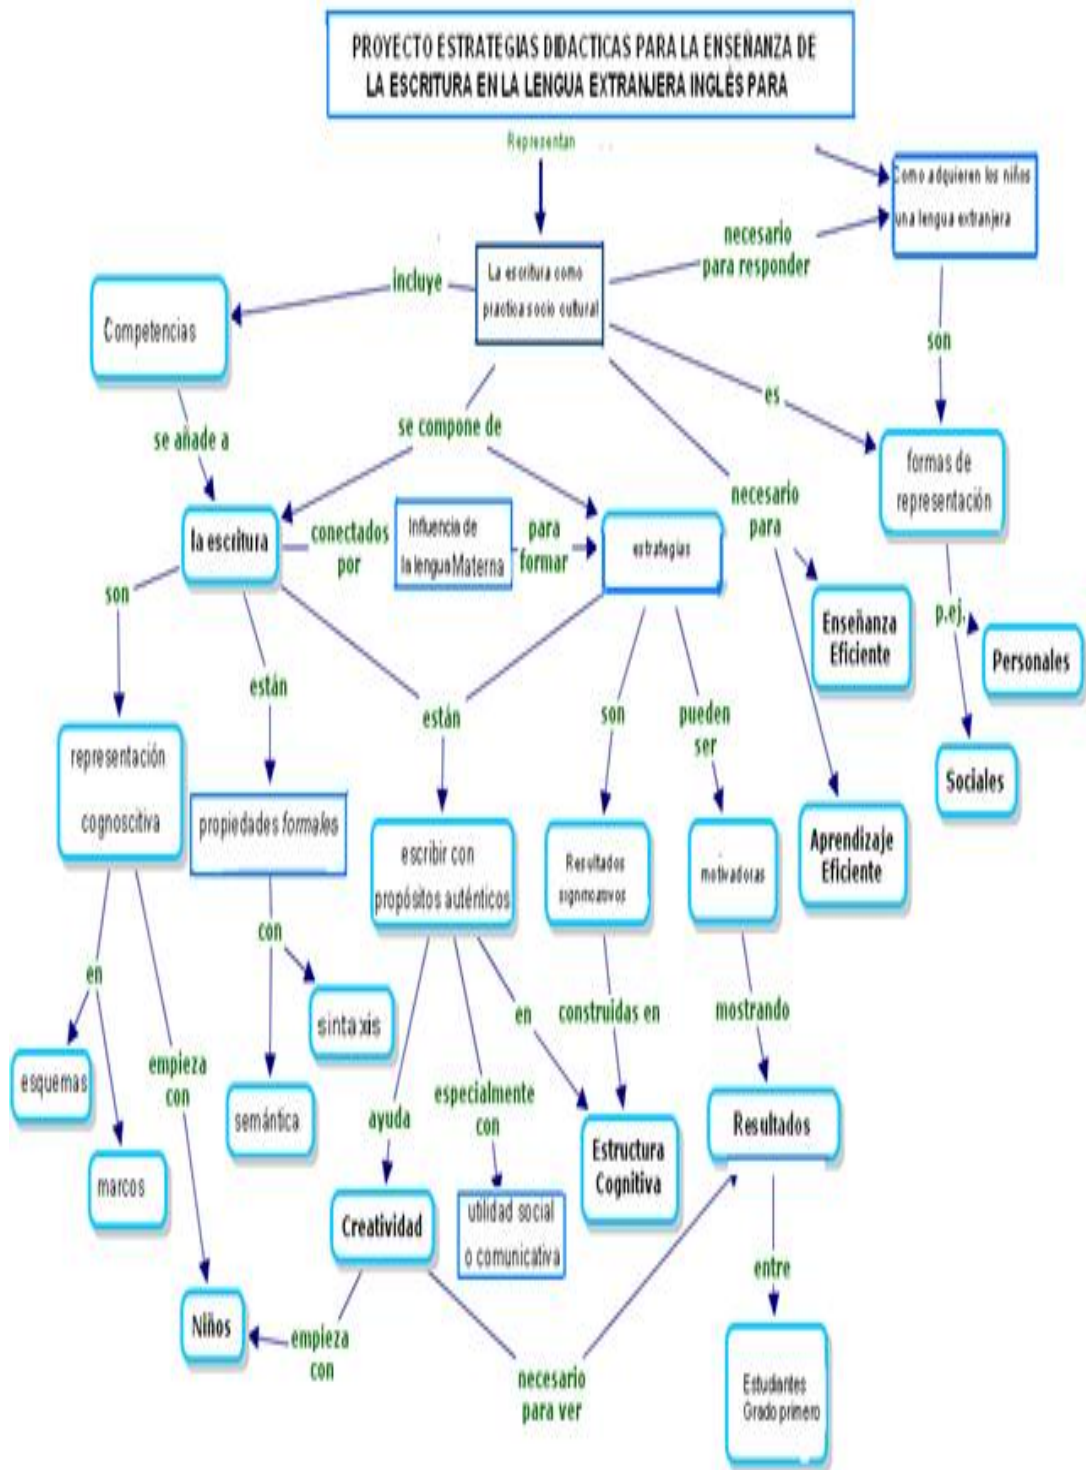 PROYECTO ESTRATEGIAS DIDACTICAS PARA LA ENSEÑANZA DE
LA ESCRITURA EN LA LENGUA EXTRANJERA INGLÉS PARA
Representan
Como adquieren los niños
una lengua extranjera
necesario
para responder
La escritura como
practica socio cultural
incluye
Competencias
son
es
se añade a
se compone de
formas de
representación
necesario
para
la escritura
conectados
por
Influencia de
la lengua Materna
para
formar
estrategias
son
Enseñanza
Eficiente
p.ej.
Personales
están
están
son
pueden
ser
representación
cognoscitiva
Sociales
propiedades formales
escribir con
propósitos auténticos
Resultados
significativos
motivadoras
Aprendizaje
Eficiente
con
en
sintaxis
en
construidas en
mostrando
esquemas
empieza
con
semántica
ayuda
especialmente
con
Estructura
Cognitiva
Resultados
marcos
Creatividad
utilidad social
o comunicativa
entre
Niños
empieza
con
necesario
para ver
Estudiantes
Grado primero